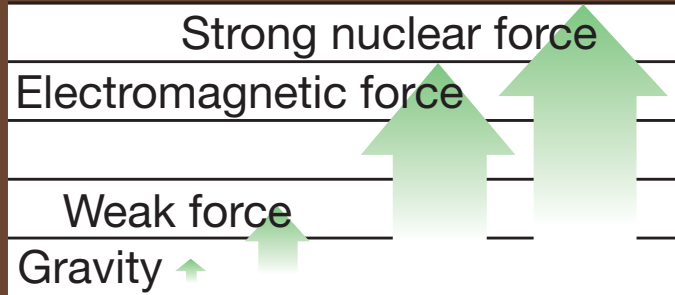 Strong nuclear force
Electromagnetic force
Weak force
Gravity